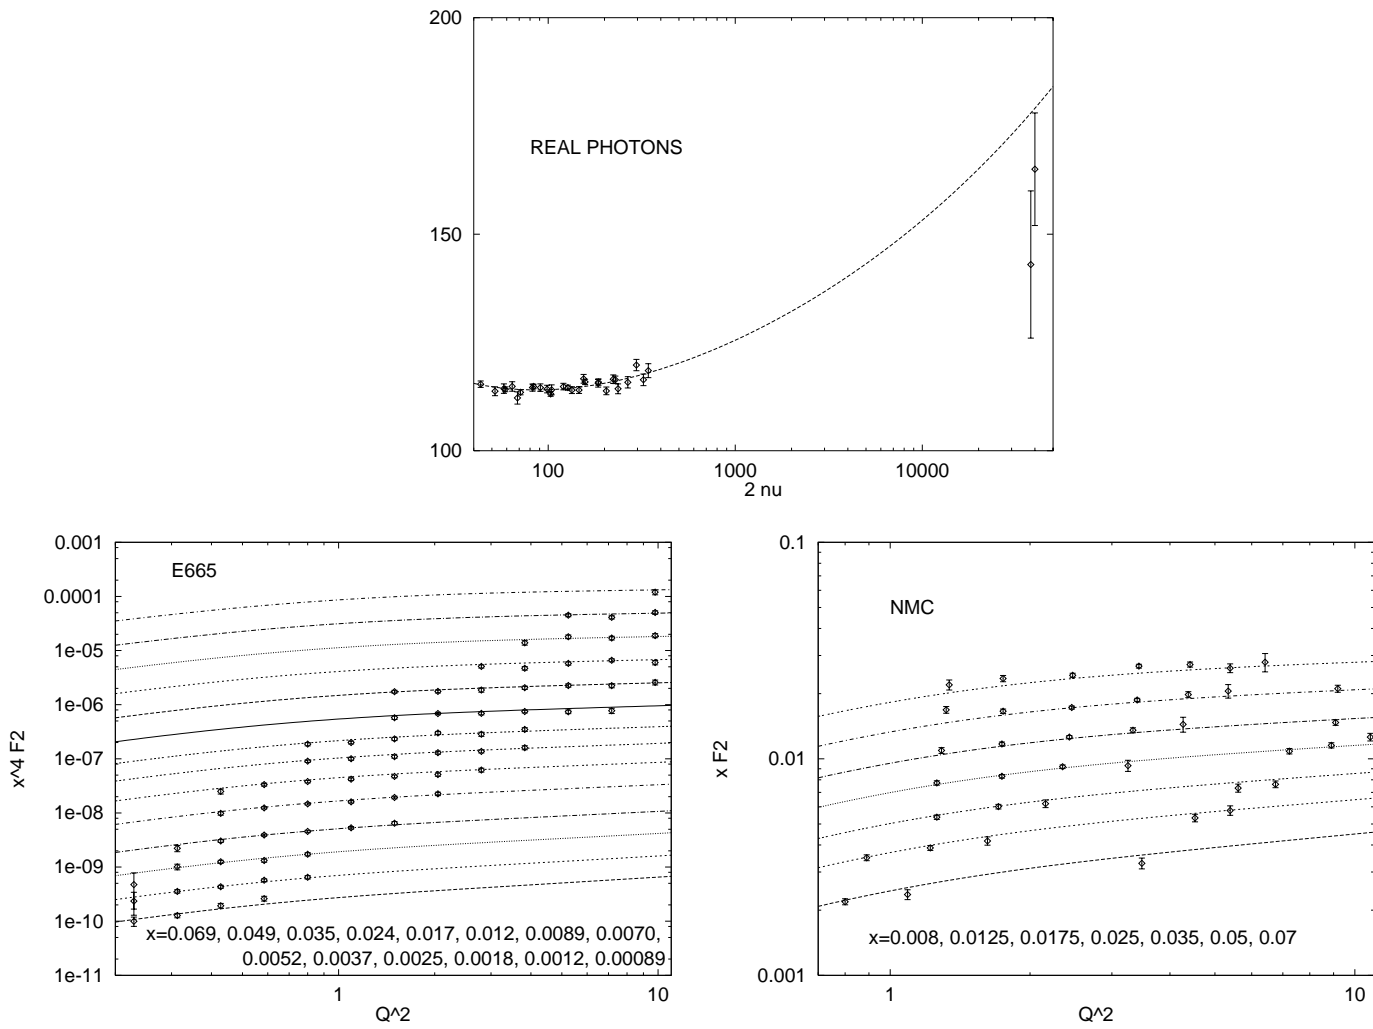 200
150
100
REAL PHOTONS
100 1000 10000
2 nu
0.001
0.0001
1e-05
1e-06
1e-07
1e-08
1e-09
1e-10
1e-11
x^4 F2
E665
x=0.069, 0.049, 0.035, 0.024, 0.017, 0.012, 0.0089, 0.0070,
0.0052, 0.0037, 0.0025, 0.0018, 0.0012, 0.00089
1 10
Q^2
0.1
0.01
0.001
x F2
NMC
x=0.008, 0.0125, 0.0175, 0.025, 0.035, 0.05, 0.07
1 10
Q^2